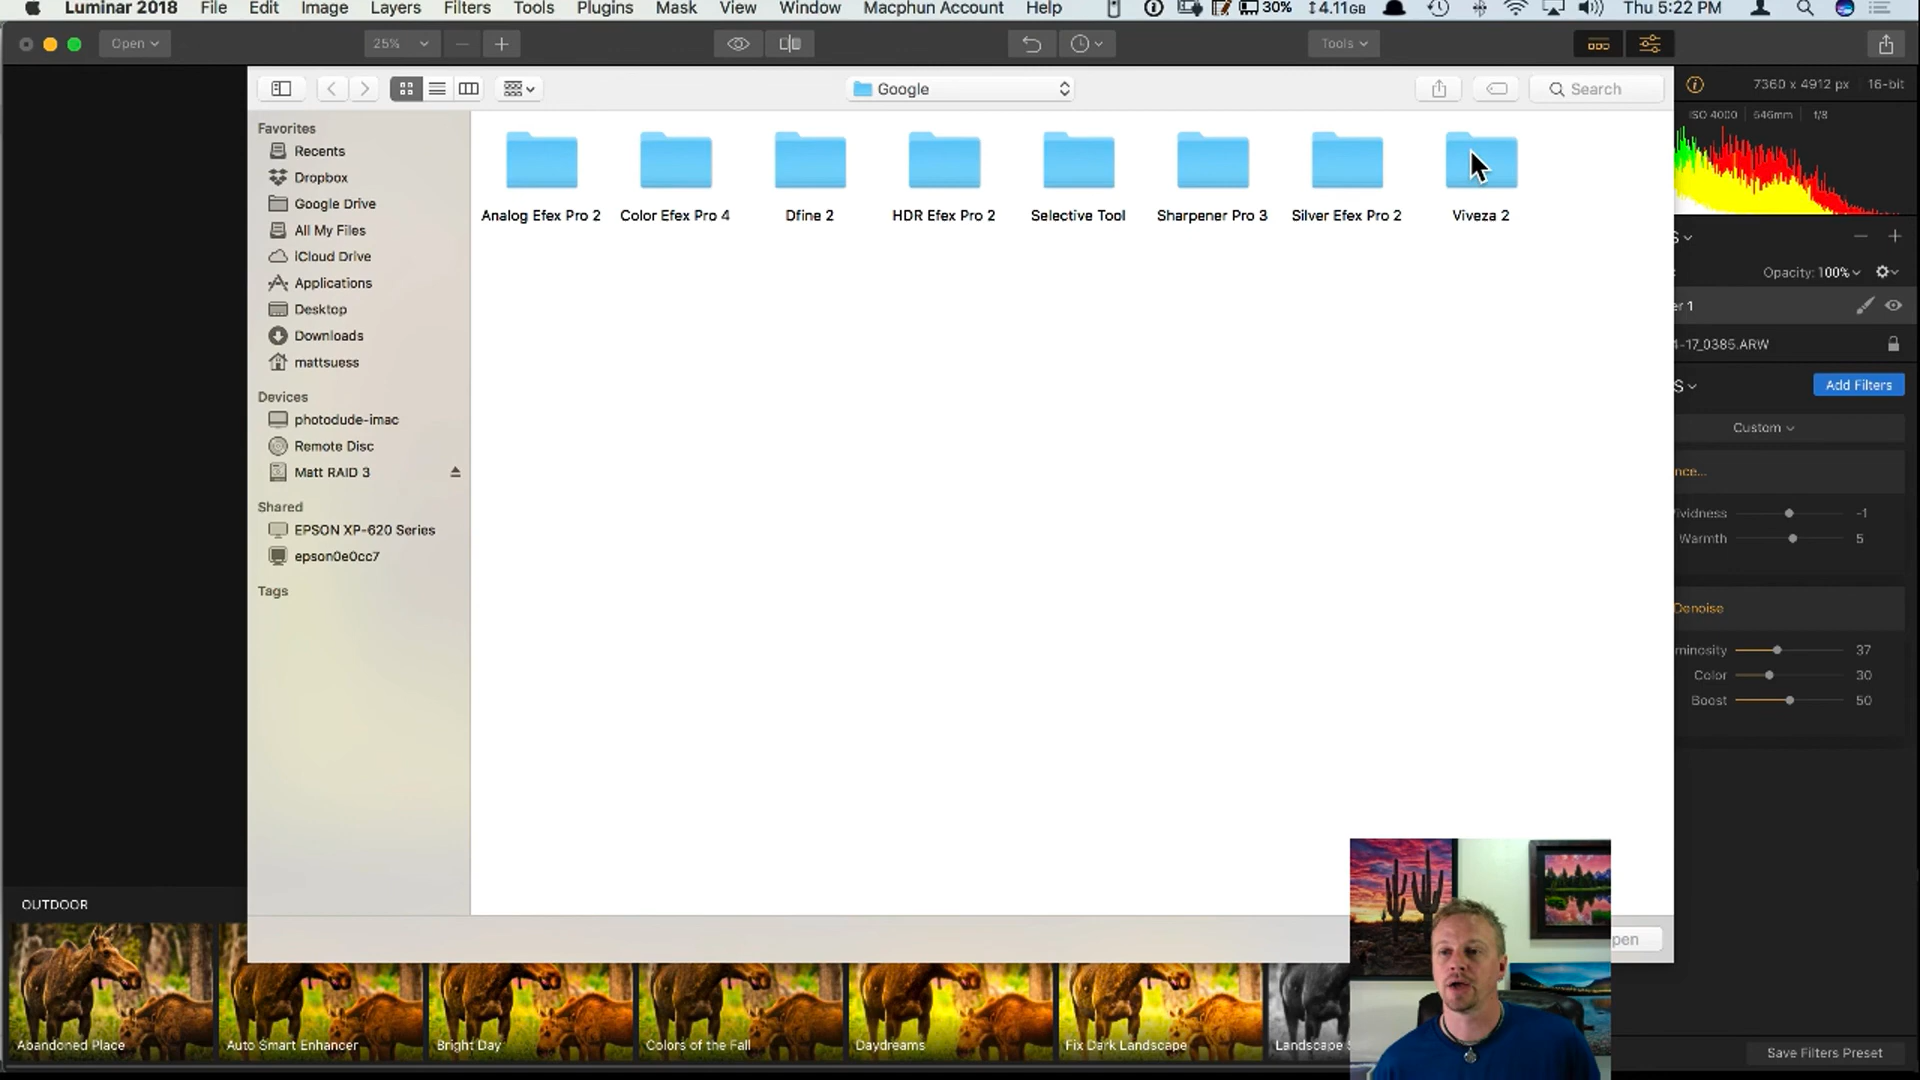 Luminar 2018 File Edit Image Layers Filters Tools Plugins Mask View Window Macphun Account Help 30% 4.11GB Thu 5:22 PM
Open 25% Tools
Google Search
7360 x 4912 px 16-bit
ISO 4000 546mm f/8
Favorites
Recents
Dropbox
Google Drive
All My Files
iCloud Drive
Applications
Desktop
Downloads
mattsuess
Devices
photodude-imac
Remote Disc
Matt RAID 3
Shared
EPSON XP-620 Series
epson0e0cc7
Tags
Analog Efex Pro 2 Color Efex Pro 4 Dfine 2 HDR Efex Pro 2 Selective Tool Sharpener Pro 3 Silver Efex Pro 2 Viveza 2
S
Opacity: 100%
er 1
-17_0385.ARW
S Add Filters
Custom
nce...
ividness -1
Warmth 5
Denoise
minosity 37
Color 30
Boost 50
pen
OUTDOOR
Abandoned Place Auto Smart Enhancer Bright Day Colors of the Fall Daydreams Fix Dark Landscape Landscape S
Save Filters Preset